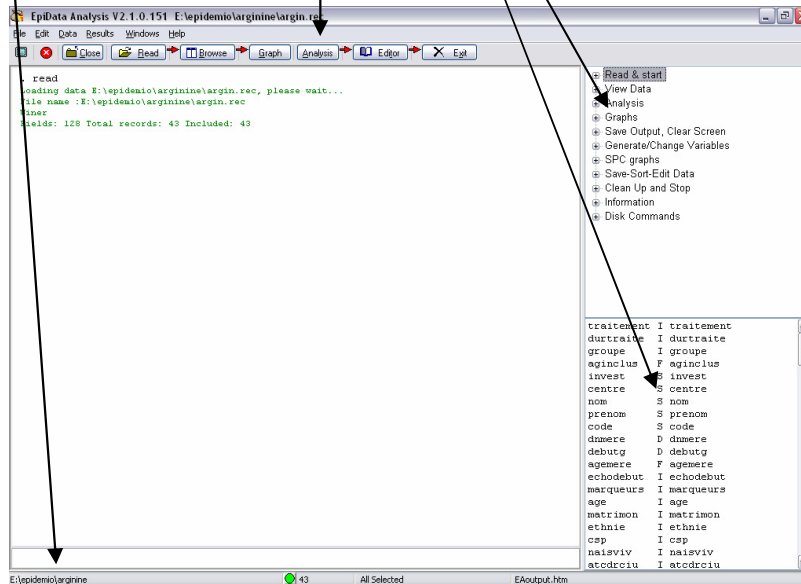 EpiData Analysis V2.1.0.151 E:\epidemio\arginine\argin.rec
File Edit Data Results Windows Help
Close Read Browse Graph Analysis Editor Exit
. read
Loading data E:\epidemio\arginine\argin.rec, please wait...
File name :E:\epidemio\arginine\argin.rec
Fields: 128 Total records: 43 Included: 43
Read & start
View Data
Analysis
Graphs
Save Output, Clear Screen
Generate/Change Variables
SPC graphs
Save-Sort-Edit Data
Clean Up and Stop
Information
Disk Commands
traitement I traitement
durtraite I durtraite
groupe I groupe
aginclus F aginclus
invest S invest
centre S centre
nom S nom
prenom S prenom
code S code
dnmere D dnmere
debutg D debutg
agemere F agemere
echodebut I echodebut
marqueurs I marqueurs
age I age
matrimon I matrimon
ethnie I ethnie
csp I csp
naisviv I naisviv
atcdrciu I atcdrciu
E:\epidemio\arginine 43 All Selected EAoutput.htm